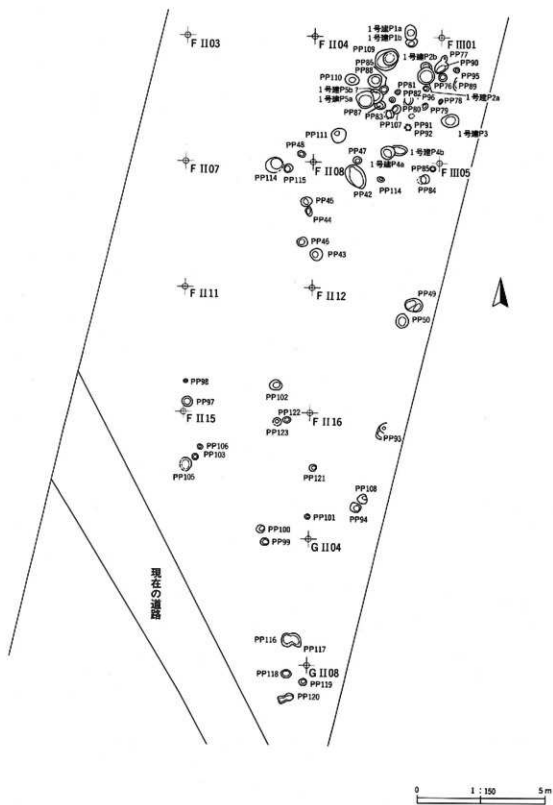 F II03
F II04
F III01
1号建P1a
1号建P1b
PP109
1号建P2b
PP77
PP90
PP86
PP88
PP95
PP110
PP81
PP76
PP89
1号建P5b
PP82
PP96
1号建P2a
1号建P5a
PP80
PP78
PP79
PP87
PP83
PP107
PP91
PP92
1号建P3
PP111
PP48
PP47
1号建P4a
1号建P4b
F II07
F II08
F III05
PP114
PP115
PP42
PP114
PP85
PP84
PP45
PP44
PP46
PP43
F II11
F II12
PP49
PP50
PP98
PP102
PP97
F II15
PP122
PP123
F II16
PP93
PP106
PP103
PP105
PP121
PP108
PP94
PP101
PP100
PP99
G II04
現在の道路
PP116
PP117
G II08
PP118
PP119
PP120
0
1:150
5m